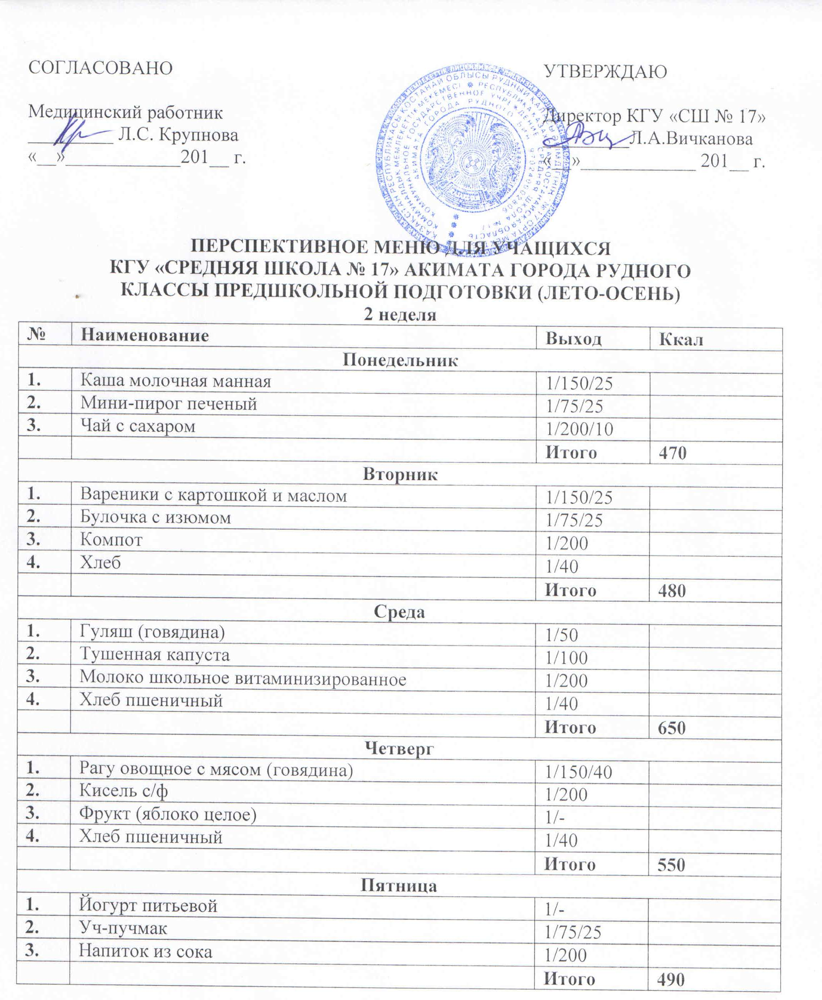 СОГЛАСОВАНО
УТВЕРЖДАЮ
Медицинский работник
Директор КГУ «СШ № 17»
_________ Л.С. Крупнова
_________Л.А.Вичканова
«__»____________201__ г.
«__»____________ 201__ г.
ПЕРСПЕКТИВНОЕ МЕНЮ ДЛЯ УЧАЩИХСЯ
КГУ «СРЕДНЯЯ ШКОЛА № 17» АКИМАТА ГОРОДА РУДНОГО
КЛАССЫ ПРЕДШКОЛЬНОЙ ПОДГОТОВКИ (ЛЕТО-ОСЕНЬ)
2 неделя
№ Наименование Выход Ккал
Понедельник
1. Каша молочная манная 1/150/25
2. Мини-пирог печеный 1/75/25
3. Чай с сахаром 1/200/10
Итого 470
Вторник
1. Вареники с картошкой и маслом 1/150/25
2. Булочка с изюмом 1/75/25
3. Компот 1/200
4. Хлеб 1/40
Итого 480
Среда
1. Гуляш (говядина) 1/50
2. Тушенная капуста 1/100
3. Молоко школьное витаминизированное 1/200
4. Хлеб пшеничный 1/40
Итого 650
Четверг
1. Рагу овощное с мясом (говядина) 1/150/40
2. Кисель с/ф 1/200
3. Фрукт (яблоко целое) 1/-
4. Хлеб пшеничный 1/40
Итого 550
Пятница
1. Йогурт питьевой 1/-
2. Уч-пучмак 1/75/25
3. Напиток из сока 1/200
Итого 490